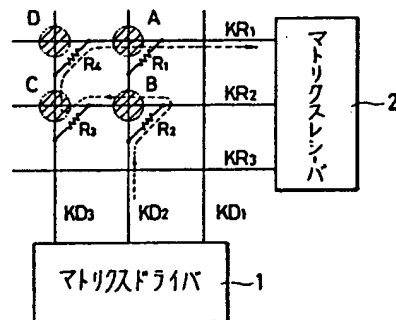 D A
R4 R1 KR1
C B
R3 R2 KR2
KR3
マトリクスレシーバ
2
KD3 KD2 KD1
マトリクスドライバ
1